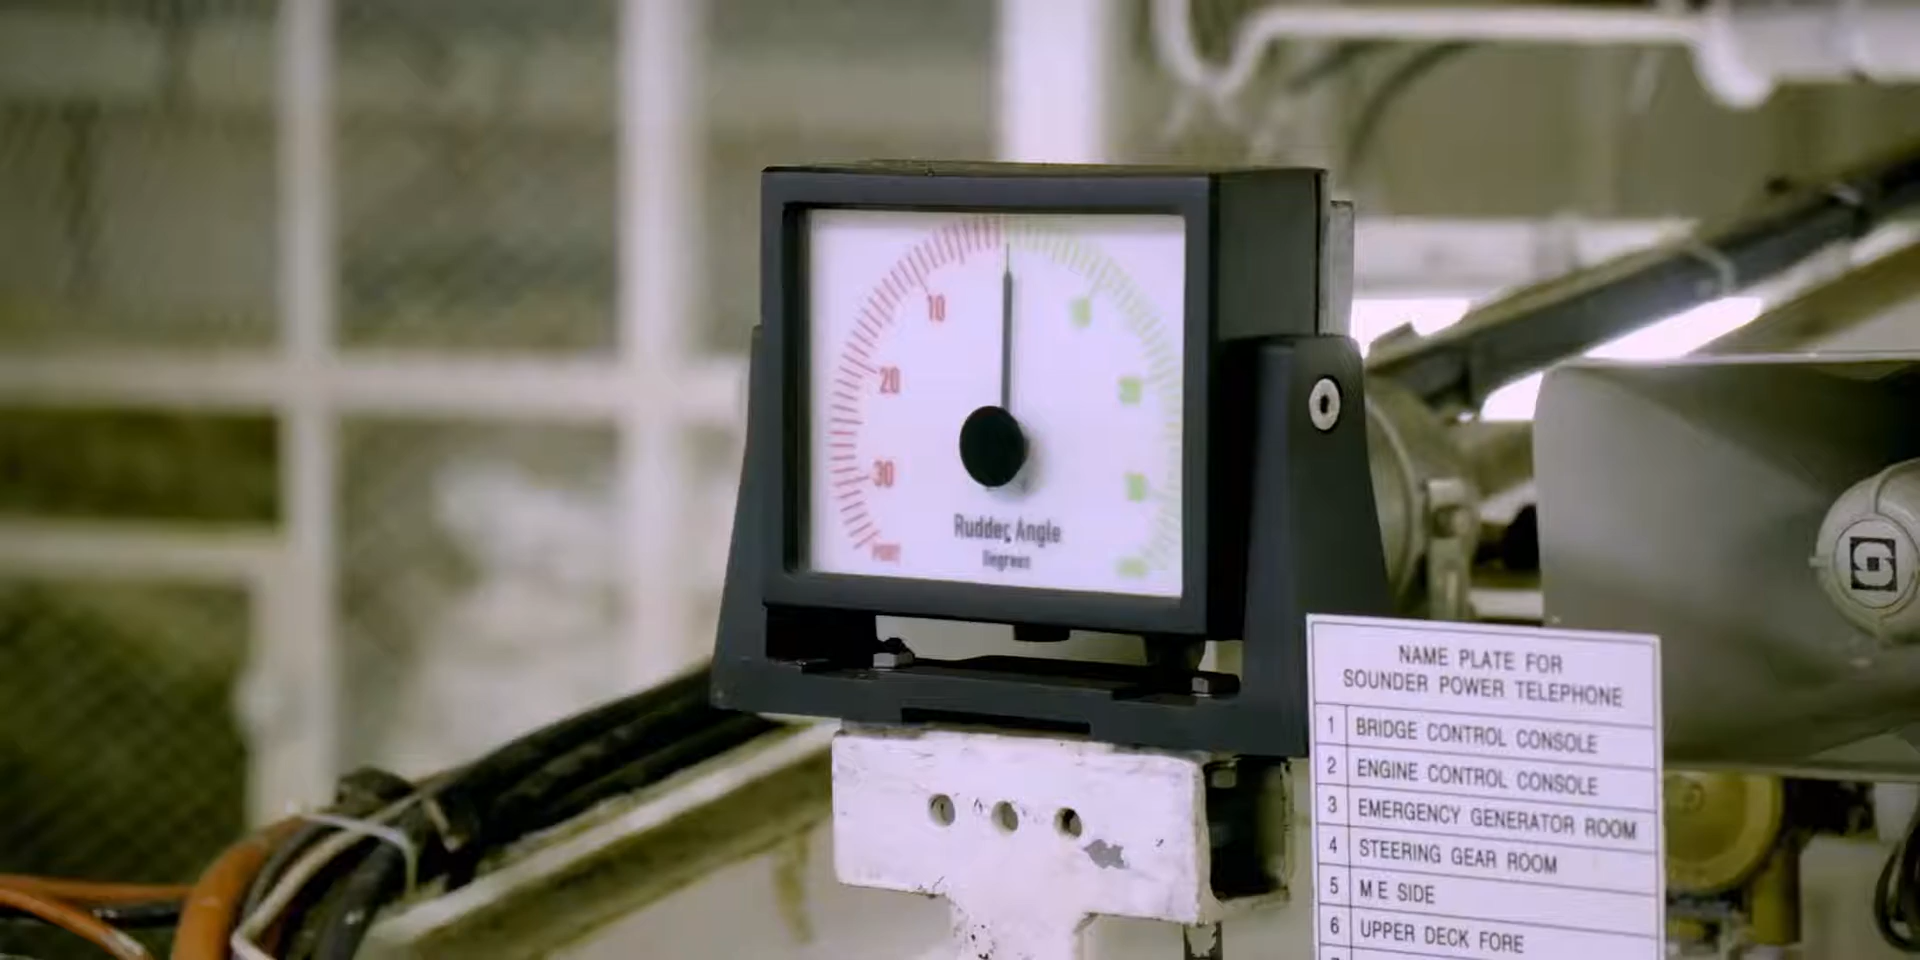 10
20
30
PORT
Rudder Angle
Degrees
NAME PLATE FOR
SOUNDER POWER TELEPHONE
1 BRIDGE CONTROL CONSOLE
2 ENGINE CONTROL CONSOLE
3 EMERGENCY GENERATOR ROOM
4 STEERING GEAR ROOM
5 M E SIDE
6 UPPER DECK FORE